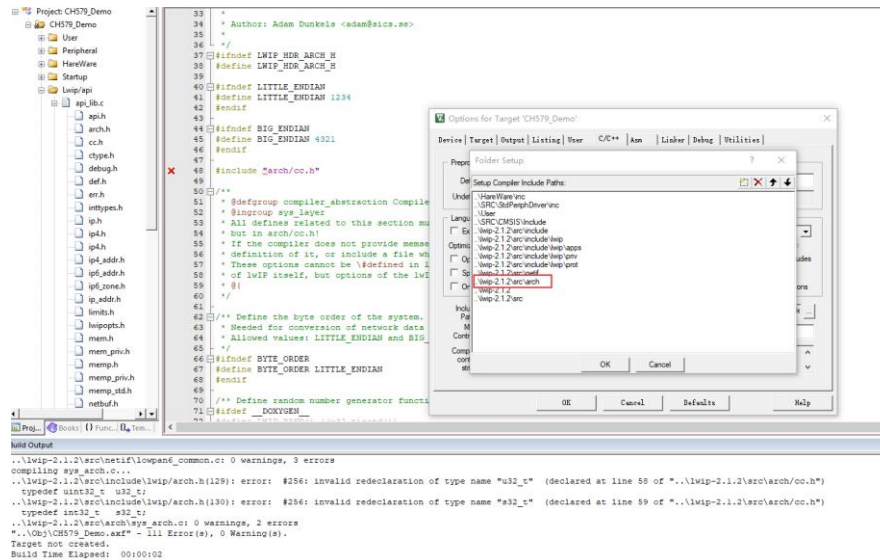 Project: CH579_Demo
CH579_Demo
User
Peripheral
HareWare
Startup
Lwip/api
api_lib.c
api.h
arch.h
cc.h
ctype.h
debug.h
def.h
err.h
inttypes.h
ip.h
ip4.h
ip4.h
ip4_addr.h
ip6_addr.h
ip6_zone.h
ip_addr.h
limits.h
lwipopts.h
mem.h
mem_priv.h
memp.h
memp_priv.h
memp_std.h
netbuf.h
Proj... Books {} Func... Tem...
33 *
34 * Author: Adam Dunkels <adam@sics.se>
35 *
36 */
37 #ifndef LWIP_HDR_ARCH_H
38 #define LWIP_HDR_ARCH_H
39
40 #ifndef LITTLE_ENDIAN
41 #define LITTLE_ENDIAN 1234
42 #endif
43
44 #ifndef BIG_ENDIAN
45 #define BIG_ENDIAN 4321
46 #endif
47
48 #include "arch/cc.h"
49
50 /**
51 * @defgroup compiler_abstraction Compile
52 * @ingroup sys_layer
53 * All defines related to this section mu
54 * but in arch/cc.h!
55 * If the compiler does not provide memse
56 * definition of it, or include a file wh
57 * These options cannot be \#defined in l
58 * of lwIP itself, but options of the lwI
59 * @{
60 */
61
62 /** Define the byte order of the system.
63 * Needed for conversion of network data
64 * Allowed values: LITTLE_ENDIAN and BIG_
65 */
66 #ifndef BYTE_ORDER
67 #define BYTE_ORDER LITTLE_ENDIAN
68 #endif
69
70 /** Define random number generator functi
71 #ifdef __DOXYGEN__
Options for Target 'CH579_Demo'
Device Target Output Listing User C/C++ Asm Linker Debug Utilities
Folder Setup ? ×
Setup Compiler Include Paths:
..\HareWare\inc
..\SRC\StdPeriphDriver\inc
..\User
..\SRC\CMSIS\Include
..\lwip-2.1.2\src\include
..\lwip-2.1.2\src\include\lwip
..\lwip-2.1.2\src\include\lwip\apps
..\lwip-2.1.2\src\include\lwip\priv
..\lwip-2.1.2\src\include\lwip\prot
..\lwip-2.1.2\src\netif
..\lwip-2.1.2\src\arch
..\lwip-2.1.2
..\lwip-2.1.2\src
OK Cancel
OK Cancel Defaults Help
Build Output
..\lwip-2.1.2\src\netif\lowpan6_common.c: 0 warnings, 3 errors
compiling sys_arch.c...
..\lwip-2.1.2\src\include\lwip/arch.h(129): error: #256: invalid redeclaration of type name "u32_t" (declared at line 58 of "..\lwip-2.1.2\src\arch/cc.h")
typedef uint32_t u32_t;
..\lwip-2.1.2\src\include\lwip/arch.h(130): error: #256: invalid redeclaration of type name "s32_t" (declared at line 59 of "..\lwip-2.1.2\src\arch/cc.h")
typedef int32_t s32_t;
..\lwip-2.1.2\src\arch\sys_arch.c: 0 warnings, 2 errors
"..\Obj\CH579_Demo.axf" - 111 Error(s), 0 Warning(s).
Target not created.
Build Time Elapsed: 00:00:02